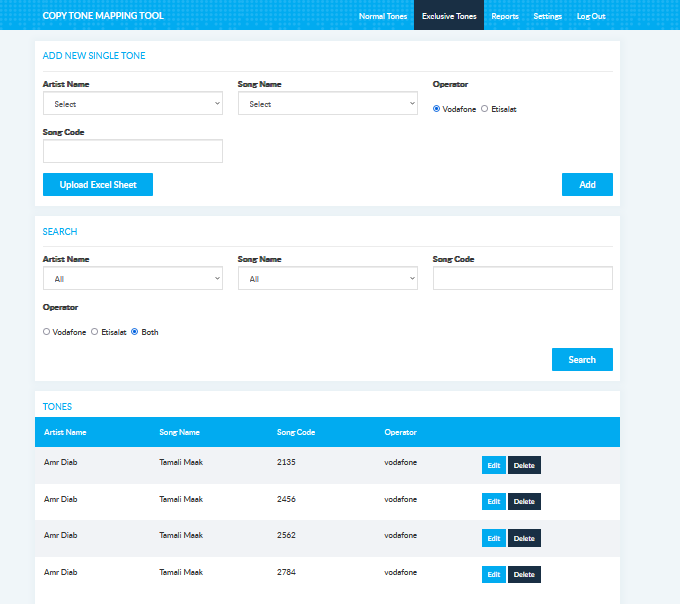 COPY TONE MAPPING TOOL Normal Tones Exclusive Tones Reports Settings Log Out
ADD NEW SINGLE TONE
Artist Name Song Name Operator
Select Select Vodafone Etisalat
Song Code
Upload Excel Sheet Add
SEARCH
Artist Name Song Name Song Code
All All
Operator
Vodafone Etisalat Both
Search
TONES
Artist Name Song Name Song Code Operator
Amr Diab Tamali Maak 2135 vodafone Edit Delete
Amr Diab Tamali Maak 2456 vodafone Edit Delete
Amr Diab Tamali Maak 2562 vodafone Edit Delete
Amr Diab Tamali Maak 2784 vodafone Edit Delete